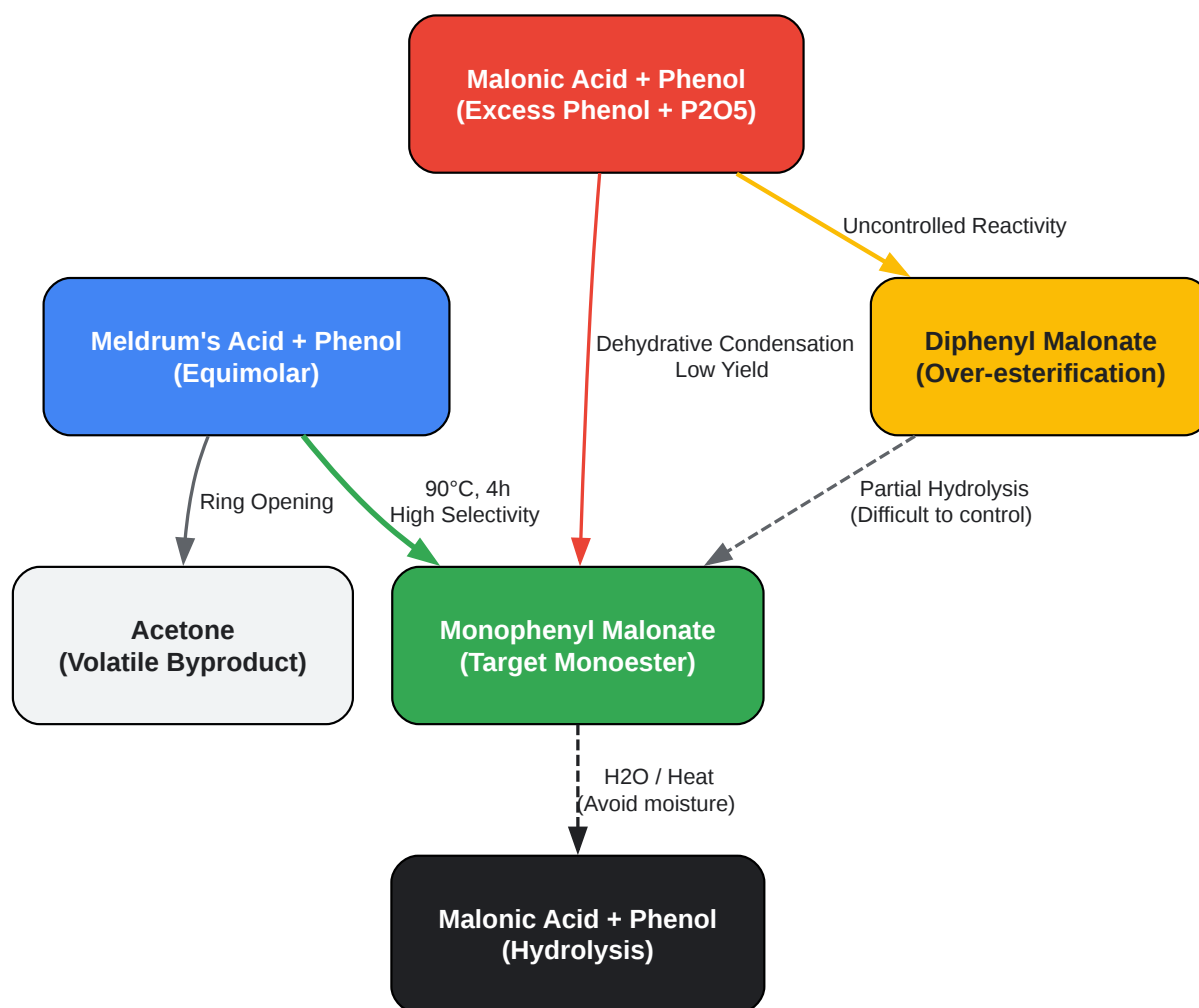 Malonic Acid + Phenol
(Excess Phenol + P2O5)
Uncontrolled Reactivity
Meldrum's Acid + Phenol
(Equimolar)
Dehydrative Condensation
Low Yield
Diphenyl Malonate
(Over-esterification)
Ring Opening
90°C, 4h
High Selectivity
Partial Hydrolysis
(Difficult to control)
Acetone
(Volatile Byproduct)
Monophenyl Malonate
(Target Monoester)
H2O / Heat
(Avoid moisture)
Malonic Acid + Phenol
(Hydrolysis)